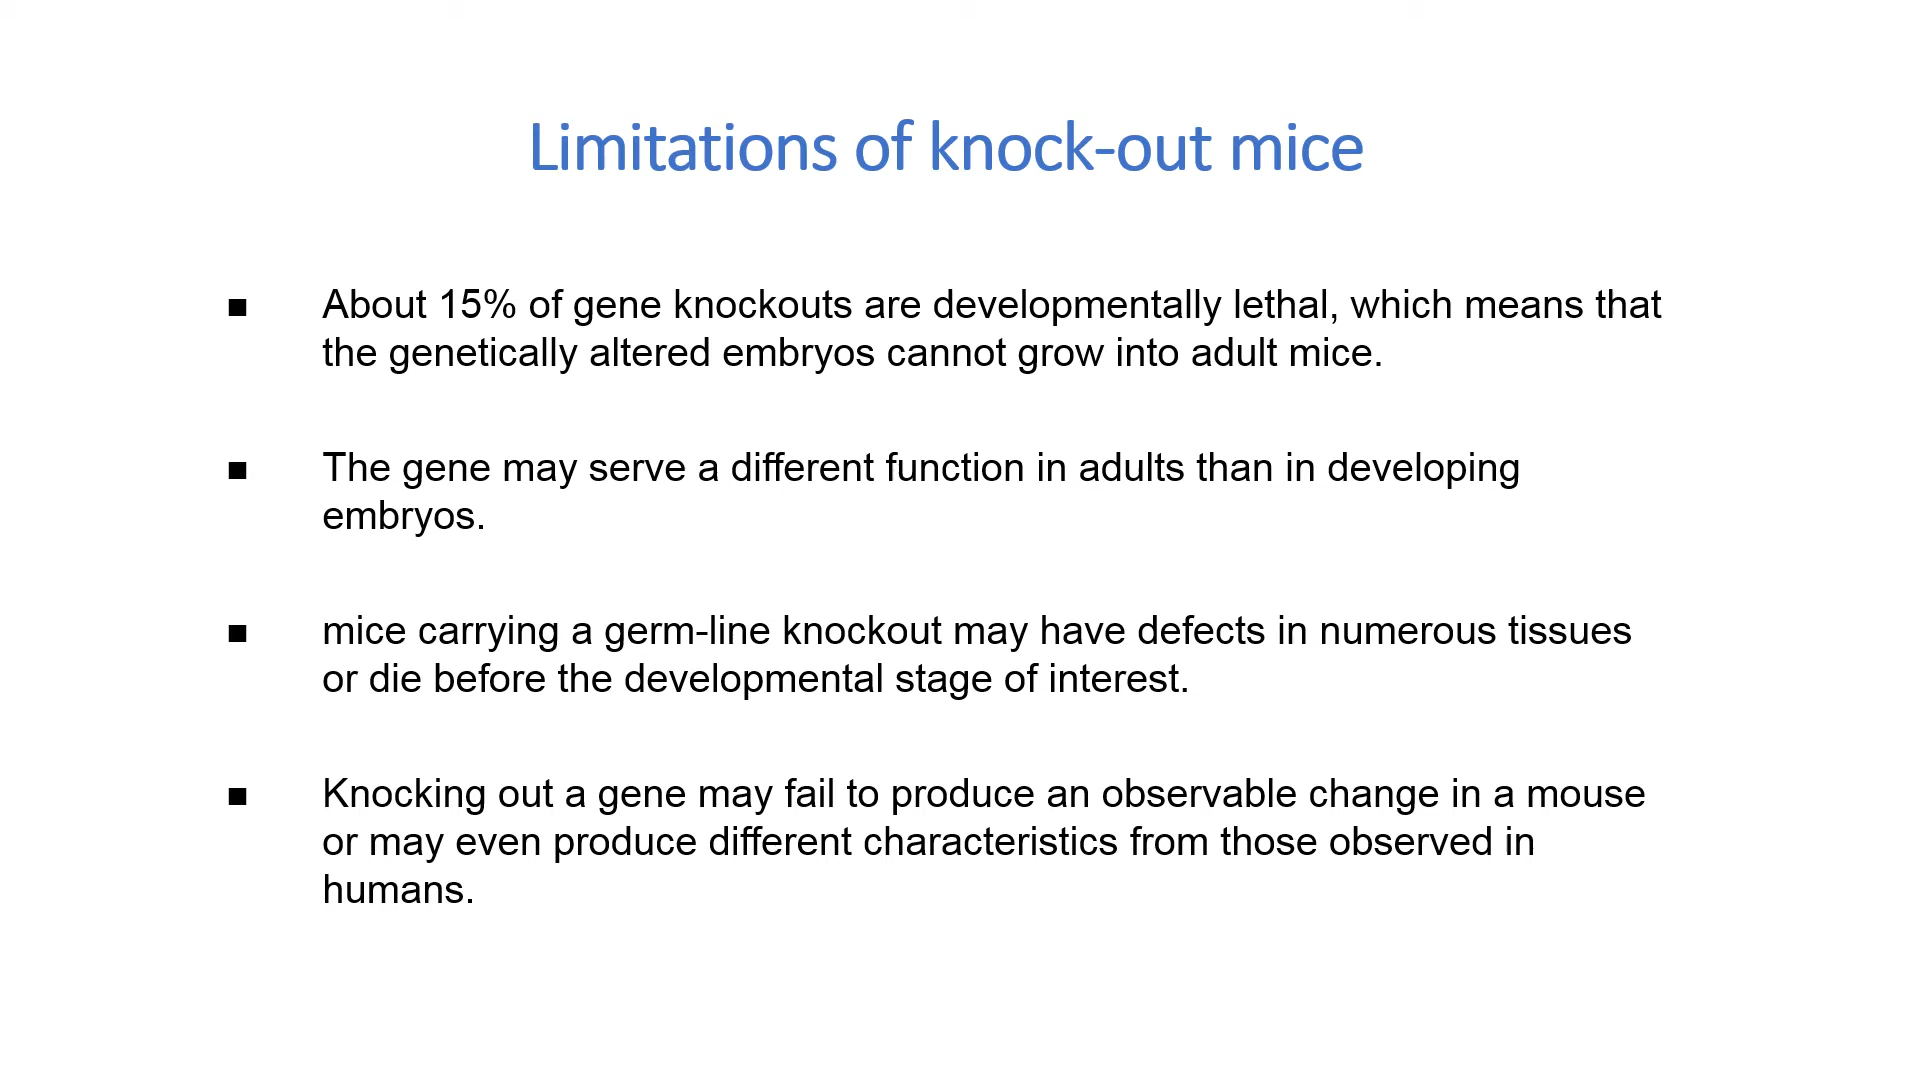 Limitations of knock-out mice
■ About 15% of gene knockouts are developmentally lethal, which means that
the genetically altered embryos cannot grow into adult mice.
■ The gene may serve a different function in adults than in developing
embryos.
■ mice carrying a germ-line knockout may have defects in numerous tissues
or die before the developmental stage of interest.
■ Knocking out a gene may fail to produce an observable change in a mouse
or may even produce different characteristics from those observed in
humans.